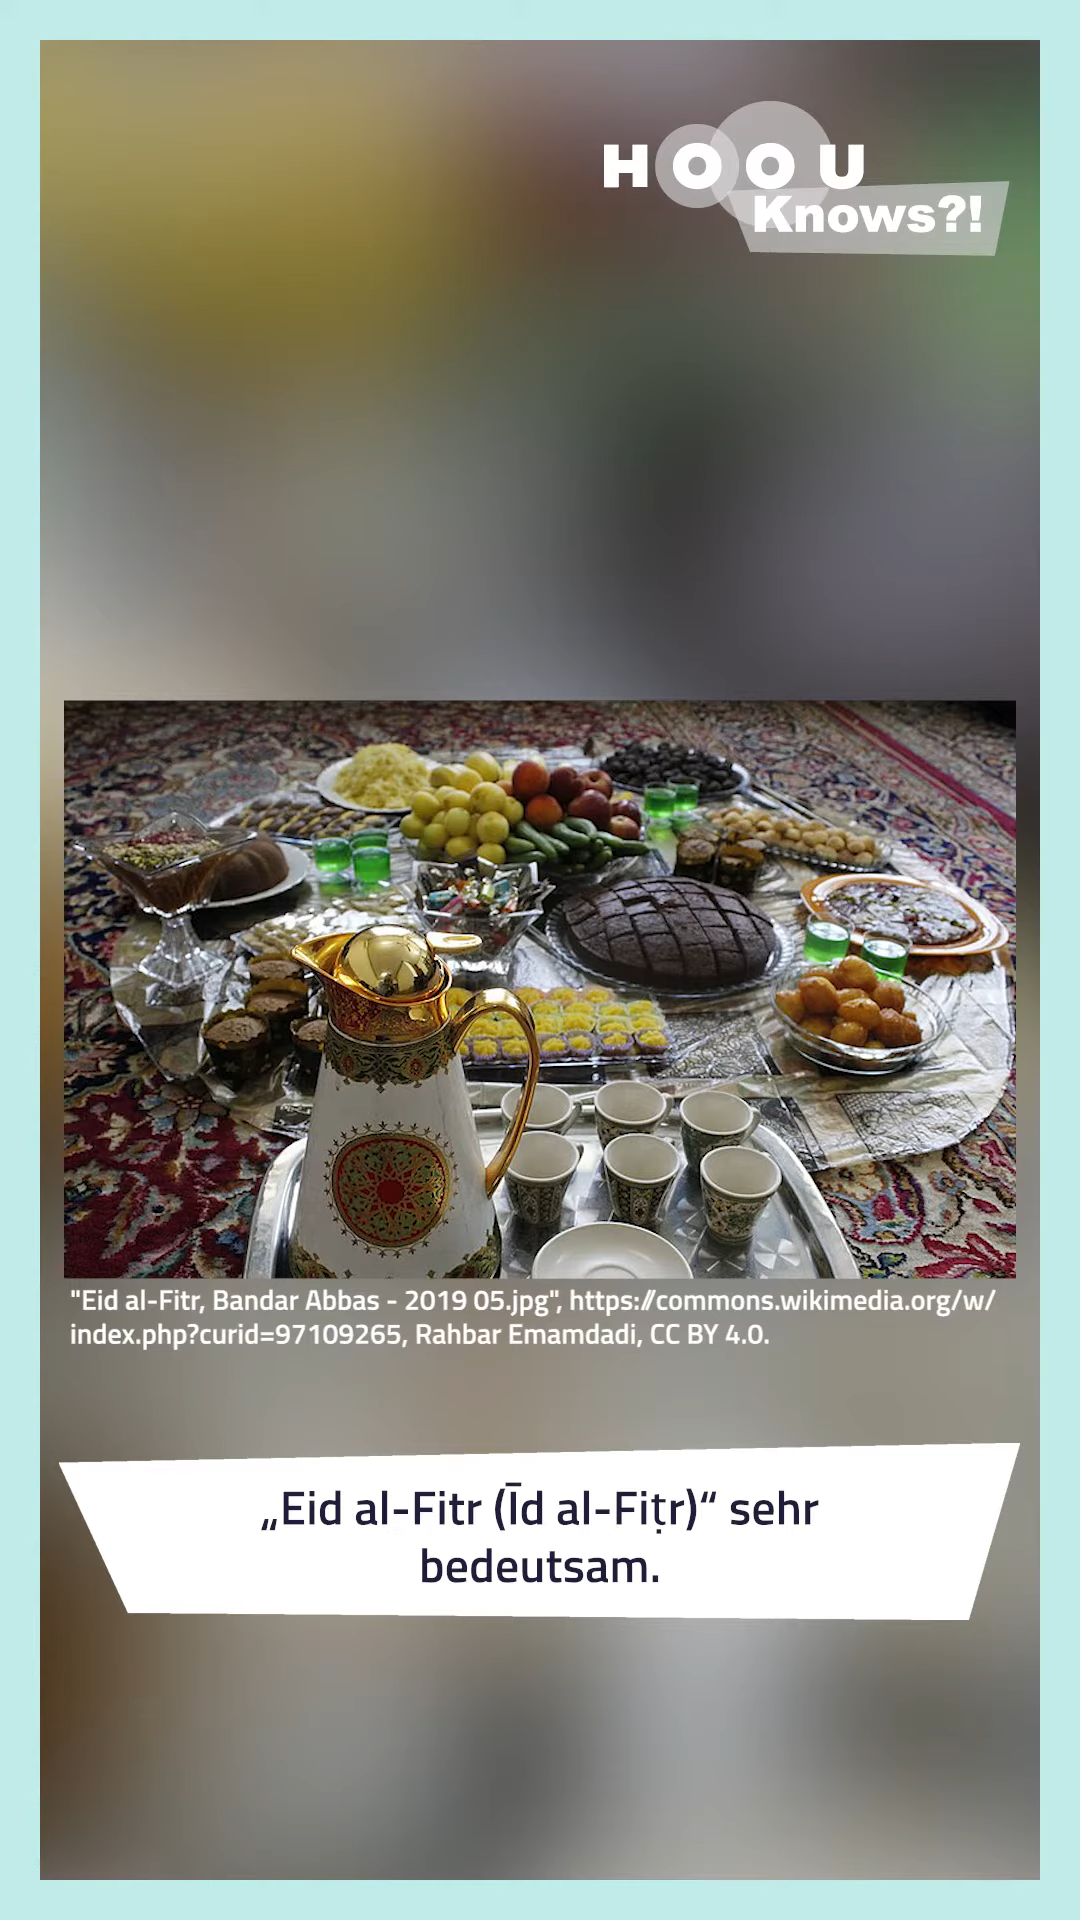 HOOU
Knows?!
"Eid al-Fitr, Bandar Abbas - 2019 05.jpg", https://commons.wikimedia.org/w/
index.php?curid=97109265, Rahbar Emamdadi, CC BY 4.0.
„Eid al-Fitr (Īd al-Fiṭr)“ sehr
bedeutsam.